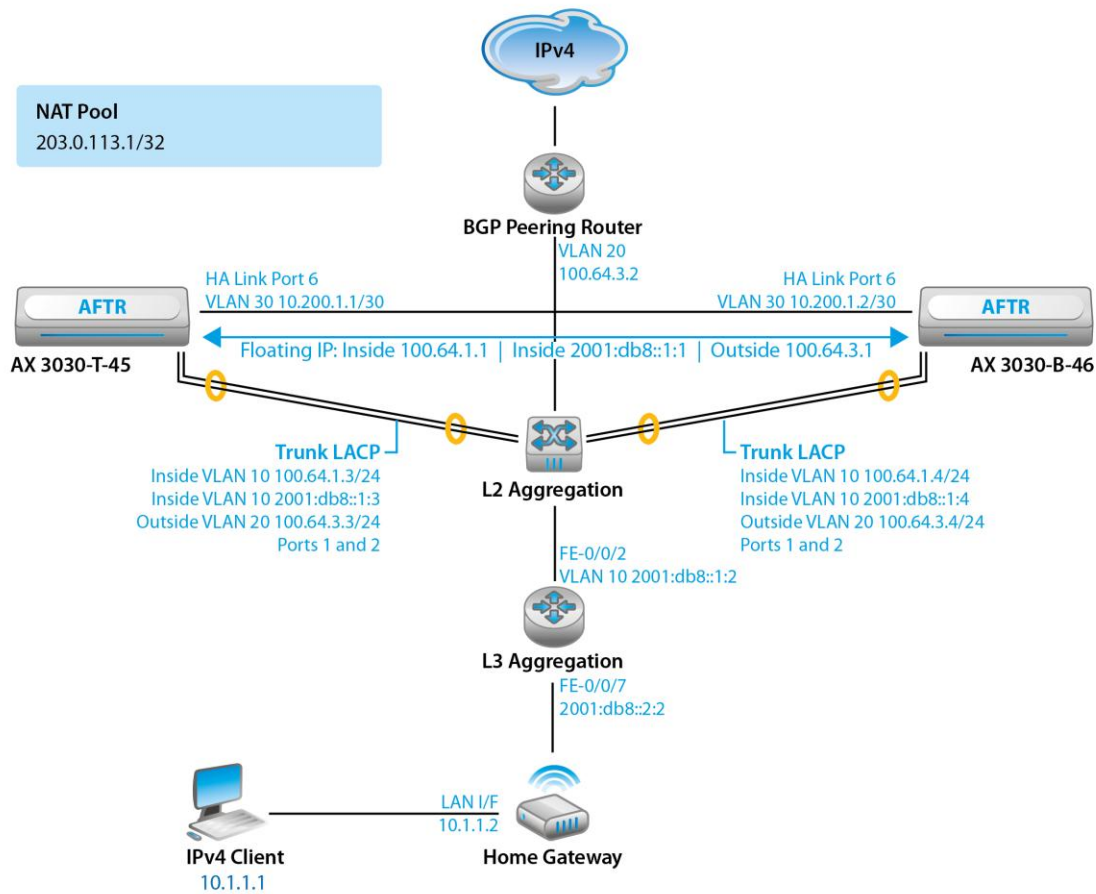 IPv4
NAT Pool
203.0.113.1/32
BGP Peering Router
VLAN 20
100.64.3.2
HA Link Port 6
VLAN 30 10.200.1.1/30
HA Link Port 6
VLAN 30 10.200.1.2/30
AFTR
AX 3030-T-45
AFTR
AX 3030-B-46
Floating IP: Inside 100.64.1.1 | Inside 2001:db8::1:1 | Outside 100.64.3.1
Trunk LACP
Inside VLAN 10 100.64.1.3/24
Inside VLAN 10 2001:db8::1:3
Outside VLAN 20 100.64.3.3/24
Ports 1 and 2
L2 Aggregation
Trunk LACP
Inside VLAN 10 100.64.1.4/24
Inside VLAN 10 2001:db8::1:4
Outside VLAN 20 100.64.3.4/24
Ports 1 and 2
FE-0/0/2
VLAN 10 2001:db8::1:2
L3 Aggregation
FE-0/0/7
2001:db8::2:2
LAN I/F
10.1.1.2
IPv4 Client
10.1.1.1
Home Gateway